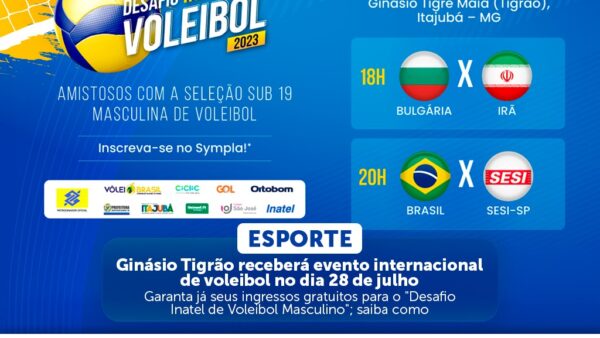 DESAFIO
VOLEIBOL
2023
Ginásio Tigre Maia (Tigrão),
Itajubá – MG
18H
X
BULGÁRIA
IRÃ
AMISTOSOS COM A SELEÇÃO SUB 19
MASCULINA DE VOLEIBOL
Inscreva-se no Sympla!*
20H
X
SESI
BRASIL
SESI-SP
VÔLEI BRASIL
GOL
Ortobom
ITAJUBÁ
São José
Inatel
ESPORTE
Ginásio Tigrão receberá evento internacional
de voleibol no dia 28 de julho
Garanta já seus ingressos gratuitos para o "Desafio
Inatel de Voleibol Masculino"; saiba como